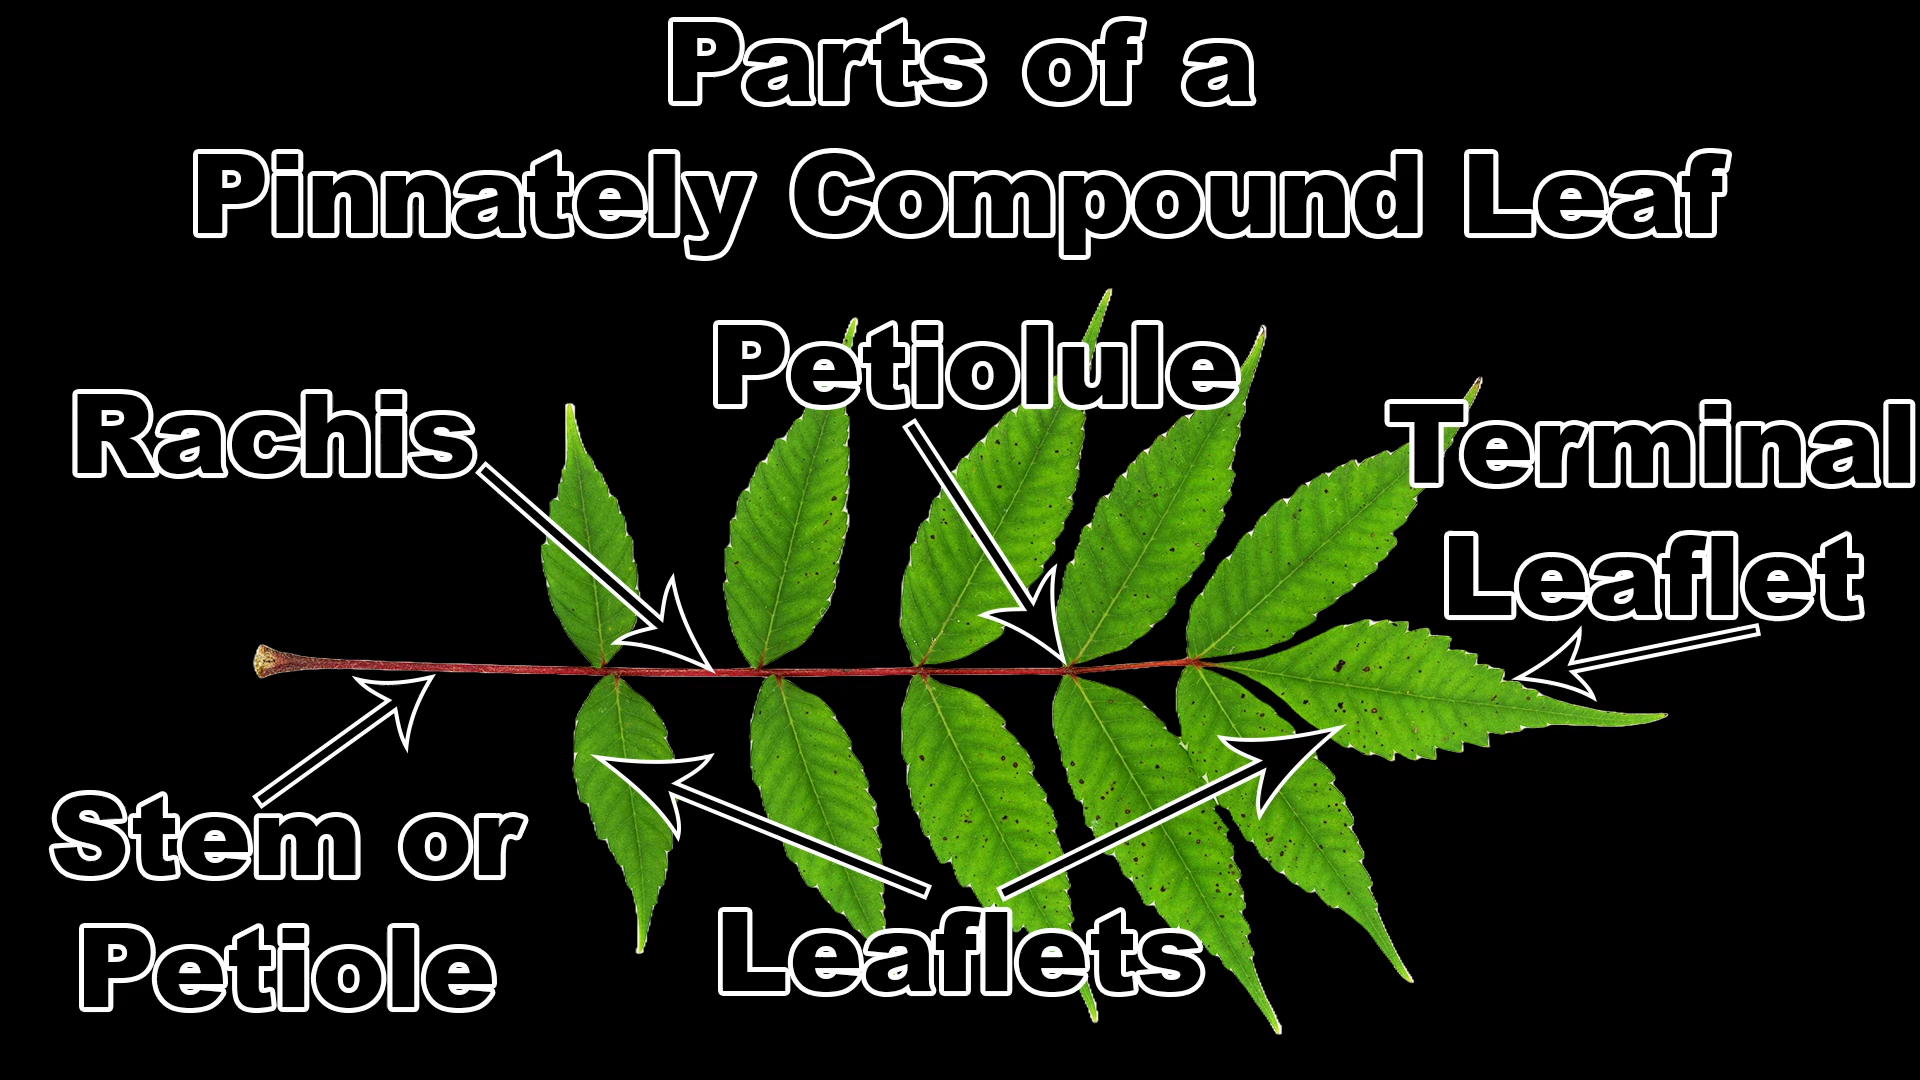 Parts of a
Pinnately Compound Leaf
Petiolule
Rachis
Terminal
Leaflet
Stem or
Petiole
Leaflets